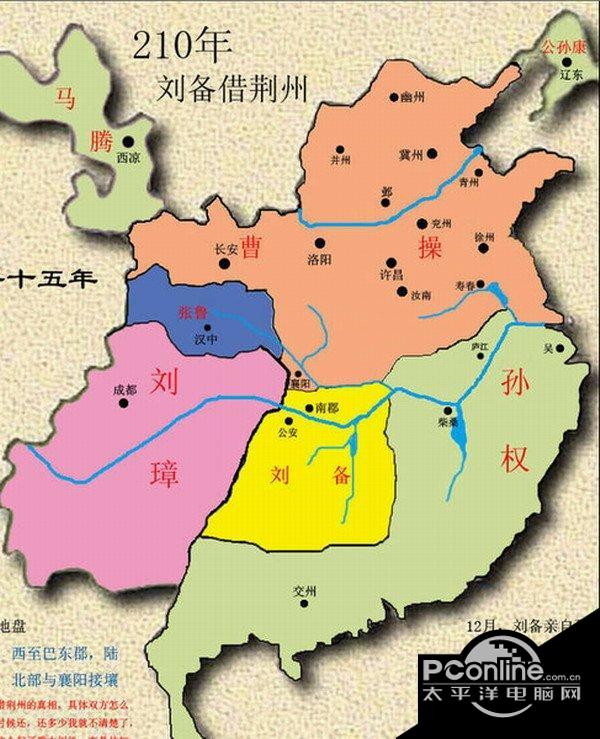 210年
刘备借荆州
公孙康
辽东
马
腾
西凉
幽州
并州
冀州
青州
邺
兖州
徐州
长安
曹
操
洛阳
许昌
汝南
寿春
十五年
张鲁
汉中
襄阳
庐江
吴
刘
璋
成都
南郡
公安
柴桑
孙
权
刘
备
交州
地盘
12月，刘备亲自
西至巴东郡，陆
北部与襄阳接壤
借荆州的真相，具体双方怎么
时候还，还多少我就不清楚了，
PConline
.com.cn
太平洋电脑网